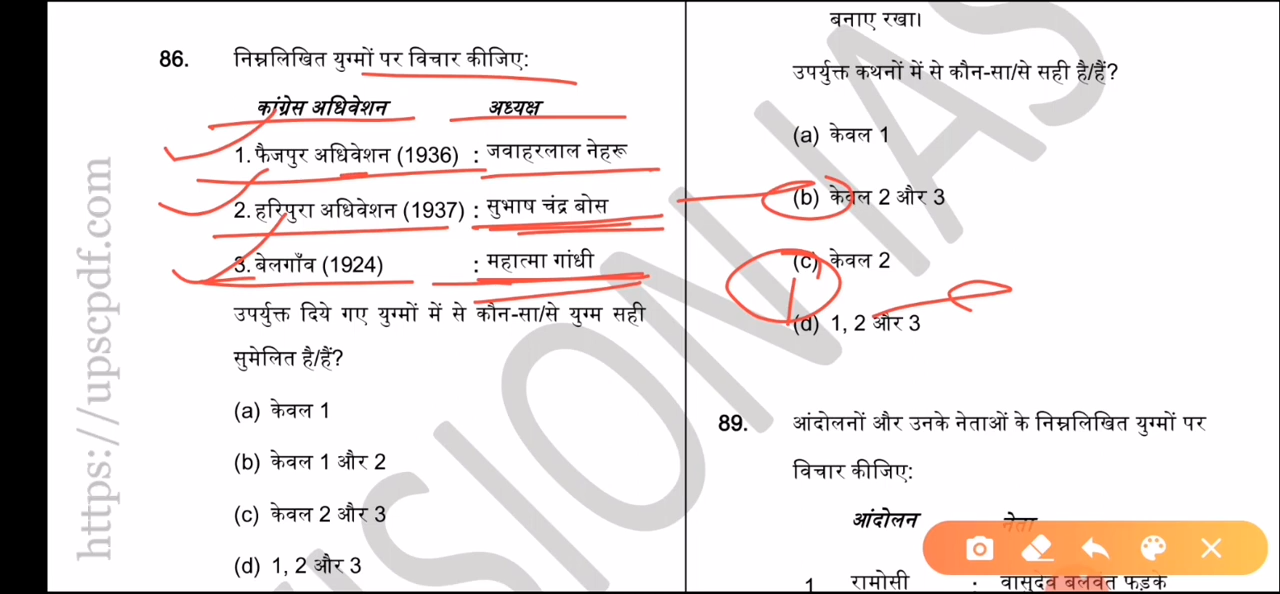 https://upscpdf.com
86. निम्नलिखित युग्मों पर विचार कीजिए:
कांग्रेस अधिवेशन अध्यक्ष
1. फैजपुर अधिवेशन (1936) : जवाहरलाल नेहरू
2. हरिपुरा अधिवेशन (1937) : सुभाष चंद्र बोस
3. बेलगाँव (1924) : महात्मा गांधी
उपर्युक्त दिये गए युग्मों में से कौन-सा/से युग्म सही
सुमेलित है/हैं?
(a) केवल 1
(b) केवल 1 और 2
(c) केवल 2 और 3
(d) 1, 2 और 3
बनाए रखा।
उपर्युक्त कथनों में से कौन-सा/से सही है/हैं?
(a) केवल 1
(b) केवल 2 और 3
(c) केवल 2
(d) 1, 2 और 3
89. आंदोलनों और उनके नेताओं के निम्नलिखित युग्मों पर
विचार कीजिए:
आंदोलन नेता
1 रामोसी : वासुदेव बलवंत फड़के
VISION IAS